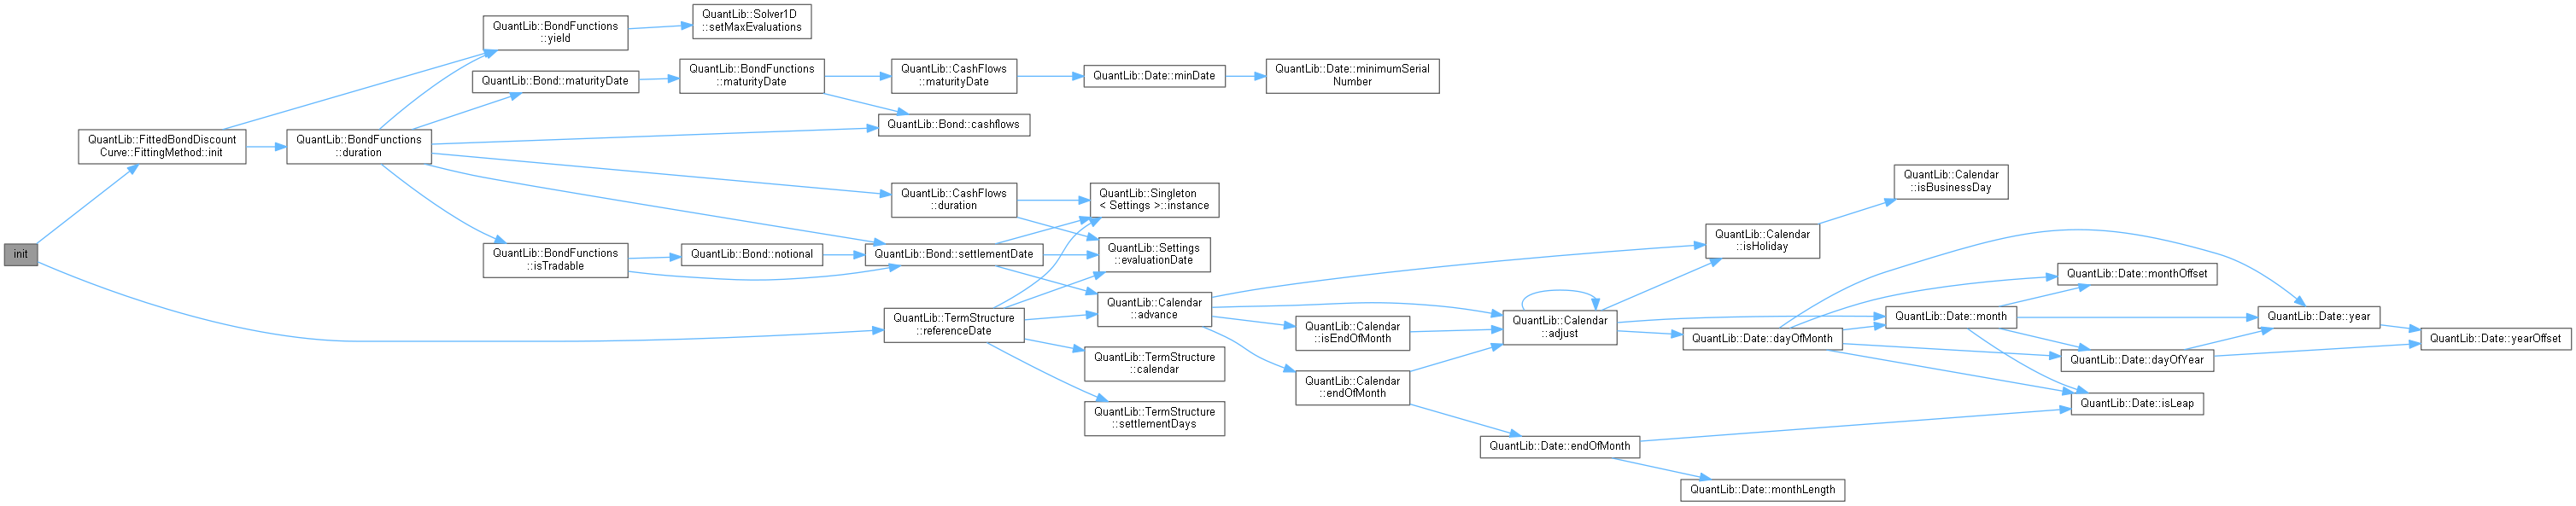 init
QuantLib::FittedBondDiscount
Curve::FittingMethod::init
QuantLib::BondFunctions
::duration
QuantLib::BondFunctions
::yield
QuantLib::Solver1D
::setMaxEvaluations
QuantLib::Bond::maturityDate
QuantLib::BondFunctions
::maturityDate
QuantLib::CashFlows
::maturityDate
QuantLib::Date::minDate
QuantLib::Date::minimumSerial
Number
QuantLib::Bond::cashflows
QuantLib::CashFlows
::duration
QuantLib::Singleton
< Settings >::instance
QuantLib::Settings
::evaluationDate
QuantLib::BondFunctions
::isTradable
QuantLib::Bond::notional
QuantLib::Bond::settlementDate
QuantLib::TermStructure
::referenceDate
QuantLib::Calendar
::advance
QuantLib::TermStructure
::calendar
QuantLib::TermStructure
::settlementDays
QuantLib::Calendar
::isEndOfMonth
QuantLib::Calendar
::endOfMonth
QuantLib::Calendar
::adjust
QuantLib::Date::endOfMonth
QuantLib::Calendar
::isHoliday
QuantLib::Calendar
::isBusinessDay
QuantLib::Date::dayOfMonth
QuantLib::Date::monthLength
QuantLib::Date::month
QuantLib::Date::monthOffset
QuantLib::Date::dayOfYear
QuantLib::Date::isLeap
QuantLib::Date::year
QuantLib::Date::yearOffset